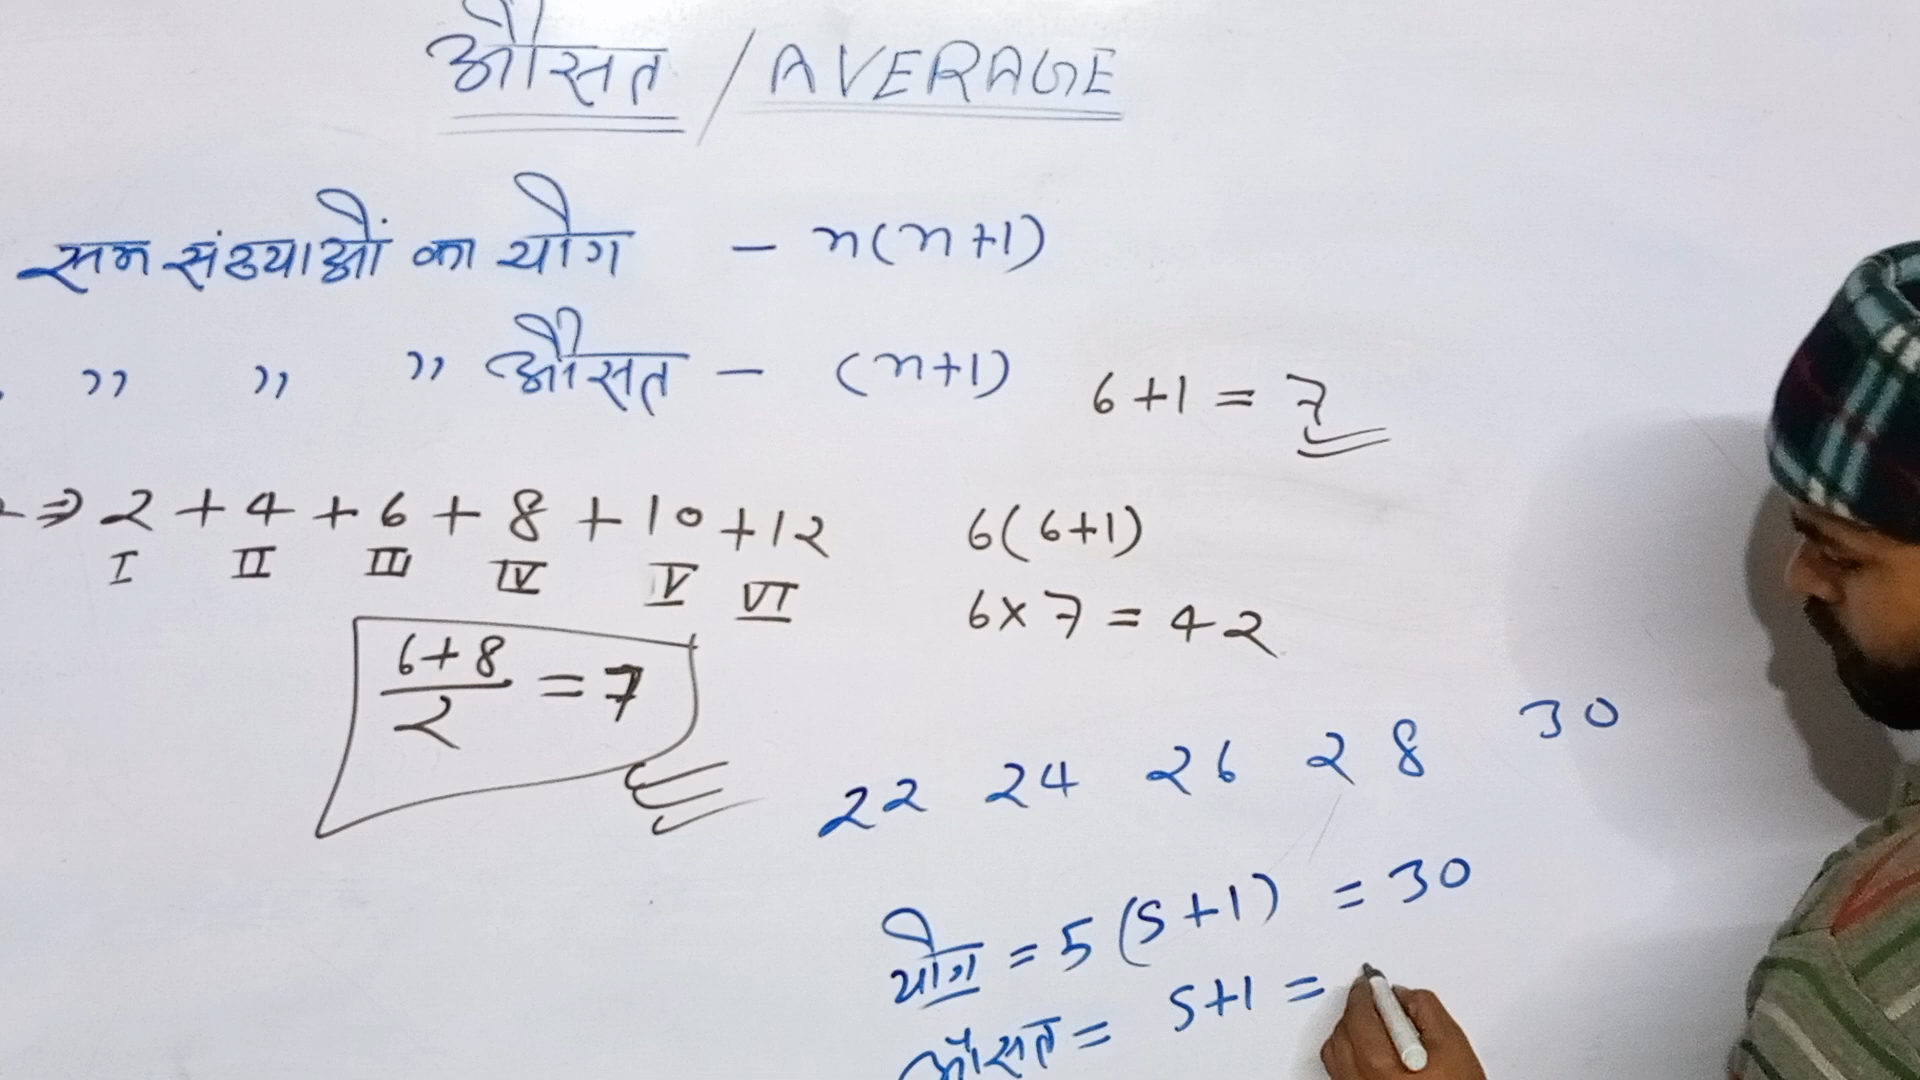 औसत / AVERAGE
सम संख्याओं का योग - n(n+1)
" " " औसत - (n+1) 6+1 = 7
⇒ 2 + 4 + 6 + 8 + 10 + 12 6(6+1)
I II III IV V VI 6×7 = 42
6+8/2 = 7
22 24 26 28 30
योग = 5(5+1) = 30
औसत = 5+1 =